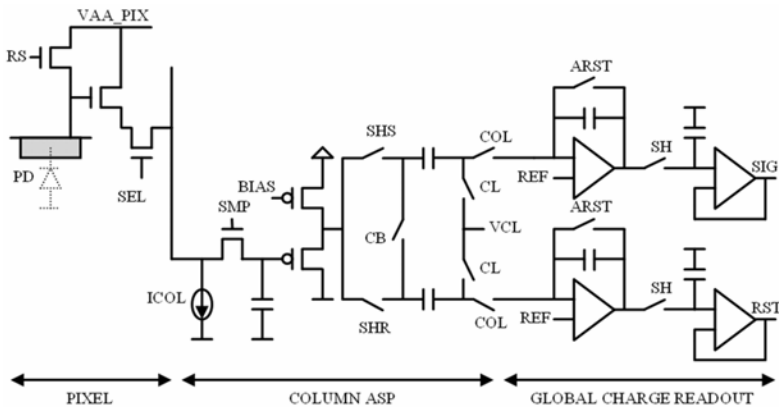 VAA_PIX
RS
PD
SEL
ICOL
SMP
BIAS
SHS
CB
SHR
COL
CL
VCL
CL
COL
ARST
REF
SH
SIG
ARST
REF
SH
RST
PIXEL
COLUMN ASP
GLOBAL CHARGE READOUT